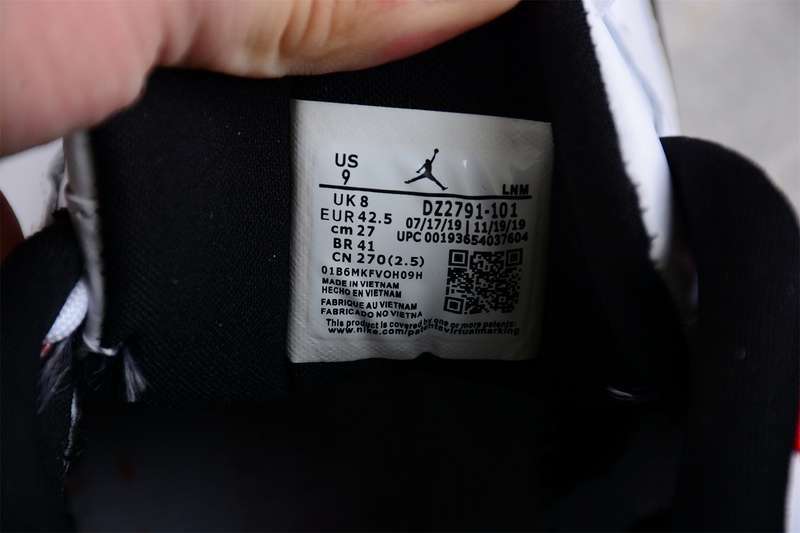 US
9
LNM
UK 8
EUR 42.5
cm 27
BR 41
CN 270(2.5)
DZ2791-101
07/17/19 | 11/19/19
UPC 00193654037604
01B6MKFVOH09H
MADE IN VIETNAM
HECHO EN VIETNAM
FABRIQUE AU VIETNAM
FABRICADO NO VIETNA
This product is covered by one or more patents.
www.nike.com/patentsvirtualmarking